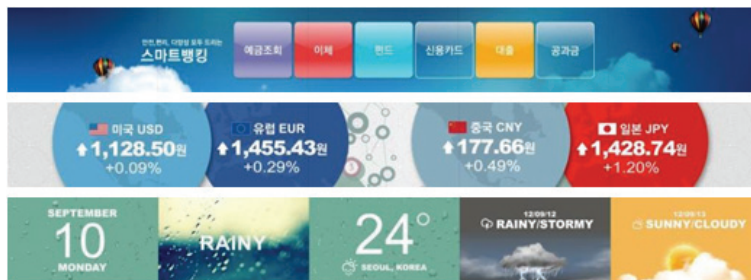 안전, 편리, 다양성 모두 드리는
스마트뱅킹
예금조회
이체
펀드
신용카드
대출
공과금
미국 USD
1,128.50원
+0.09%
유럽 EUR
1,455.43원
+0.29%
중국 CNY
177.66원
+0.49%
일본 JPY
1,428.74원
+1.20%
SEPTEMBER
10
MONDAY
RAINY
24°
SEOUL, KOREA
12/09/12
RAINY/STORMY
12/09/13
SUNNY/CLOUDY